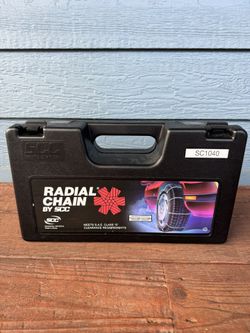 SCC
SC1040
RADIAL
CHAIN
BY SCC
SCC
MEETS S.A.E. CLASS "S"
CLEARANCE REQUIREMENTS